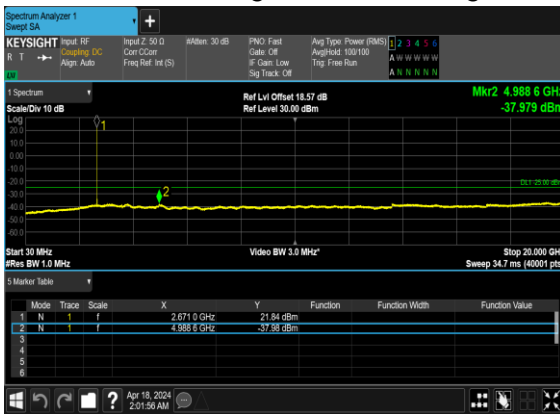 Spectrum Analyzer 1
Swept SA
KEYSIGHT
Input: RF
Coupling: DC
Align: Auto
Input Z: 50 Ω
Corr CCorr
Freq Ref: Int (S)
#Atten: 30 dB
PNO: Fast
Gate: Off
IF Gain: Low
Sig Track: Off
Avg Type: Power (RMS)
Avg|Hold: 100/100
Trig: Free Run
1 2 3 4 5 6
A W W W W W
A N N N N N
R T
LV
1 Spectrum
Scale/Div 10 dB
Ref Lvl Offset 18.57 dB
Ref Level 30.00 dBm
Mkr2 4.988 6 GHz
-37.979 dBm
Log
20.0
10.0
0.00
-10.0
-20.0
-30.0
-40.0
-50.0
-60.0
1
2
DL1 -25.00 dBm
Start 30 MHz
#Res BW 1.0 MHz
Video BW 3.0 MHz*
Stop 20.000 GH
Sweep 34.7 ms (40001 pts
5 Marker Table
Mode Trace Scale X Y Function Function Width Function Value
1 N 1 f 2.671 0 GHz 21.84 dBm
2 N 1 f 4.988 6 GHz -37.98 dBm
3
4
5
6
?
Apr 18, 2024
2:01:56 AM